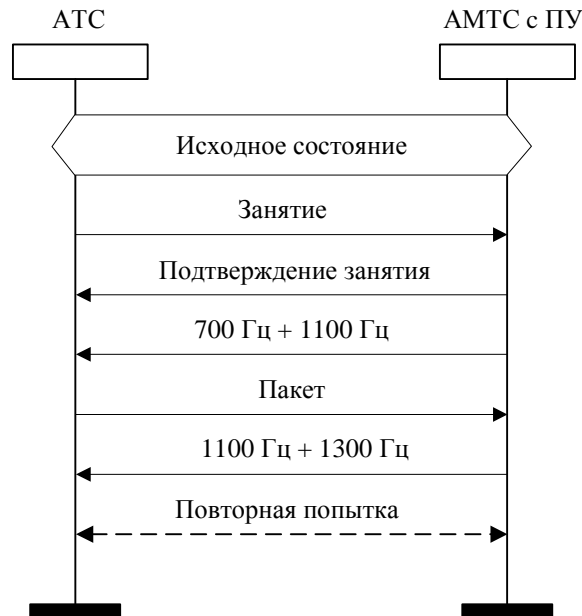 АТС
АМТС с ПУ
Исходное состояние
Занятие
Подтверждение занятия
700 Гц + 1100 Гц
Пакет
1100 Гц + 1300 Гц
Повторная попытка